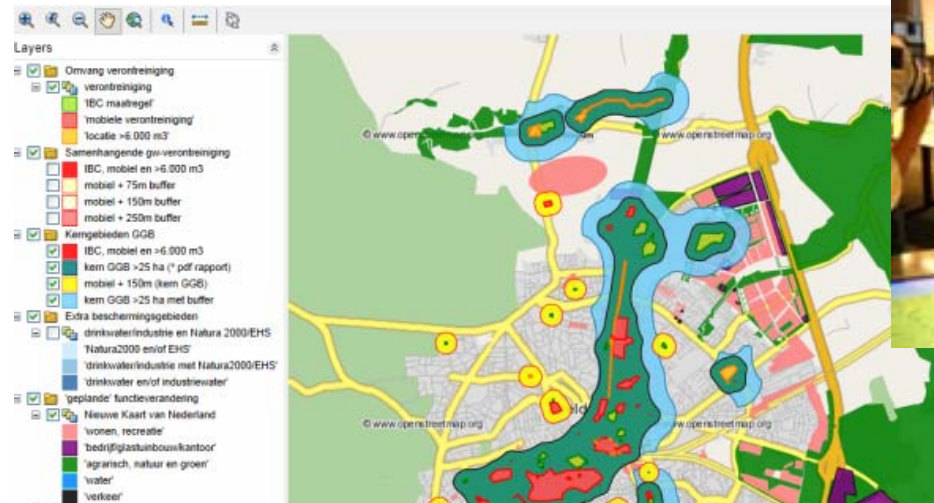 Layers
Omvang verontreiniging
verontreiniging
'IBC maatregel'
'mobiele verontreiniging'
'locatie >6.000 m3'
Samenhangende gw-verontreiniging
IBC, mobiel en >6.000 m3
mobiel + 75m buffer
mobiel + 150m buffer
mobiel + 250m buffer
Kerngebieden GGB
IBC, mobiel en >6.000 m3
kern GGB >25 ha (* pdf rapport)
mobiel + 150m (kern GGB)
kern GGB >25 ha met buffer
Extra beschermingsgebieden
drinkwater/industrie en Natura 2000/EHS
'Natura2000 en/of EHS'
'drinkwater/industrie met Natura2000/EHS'
'drinkwater en/of industriewater'
'geplande' functieverandering
Nieuwe Kaart van Nederland
'wonen, recreatie'
'bedrijf/glastuinbouw/kantoor'
'agrarisch, natuur en groen'
'water'
'verkeer'
© www.openstreetmap.org
www.openstreetmap.org
© www.openstreetmap.org